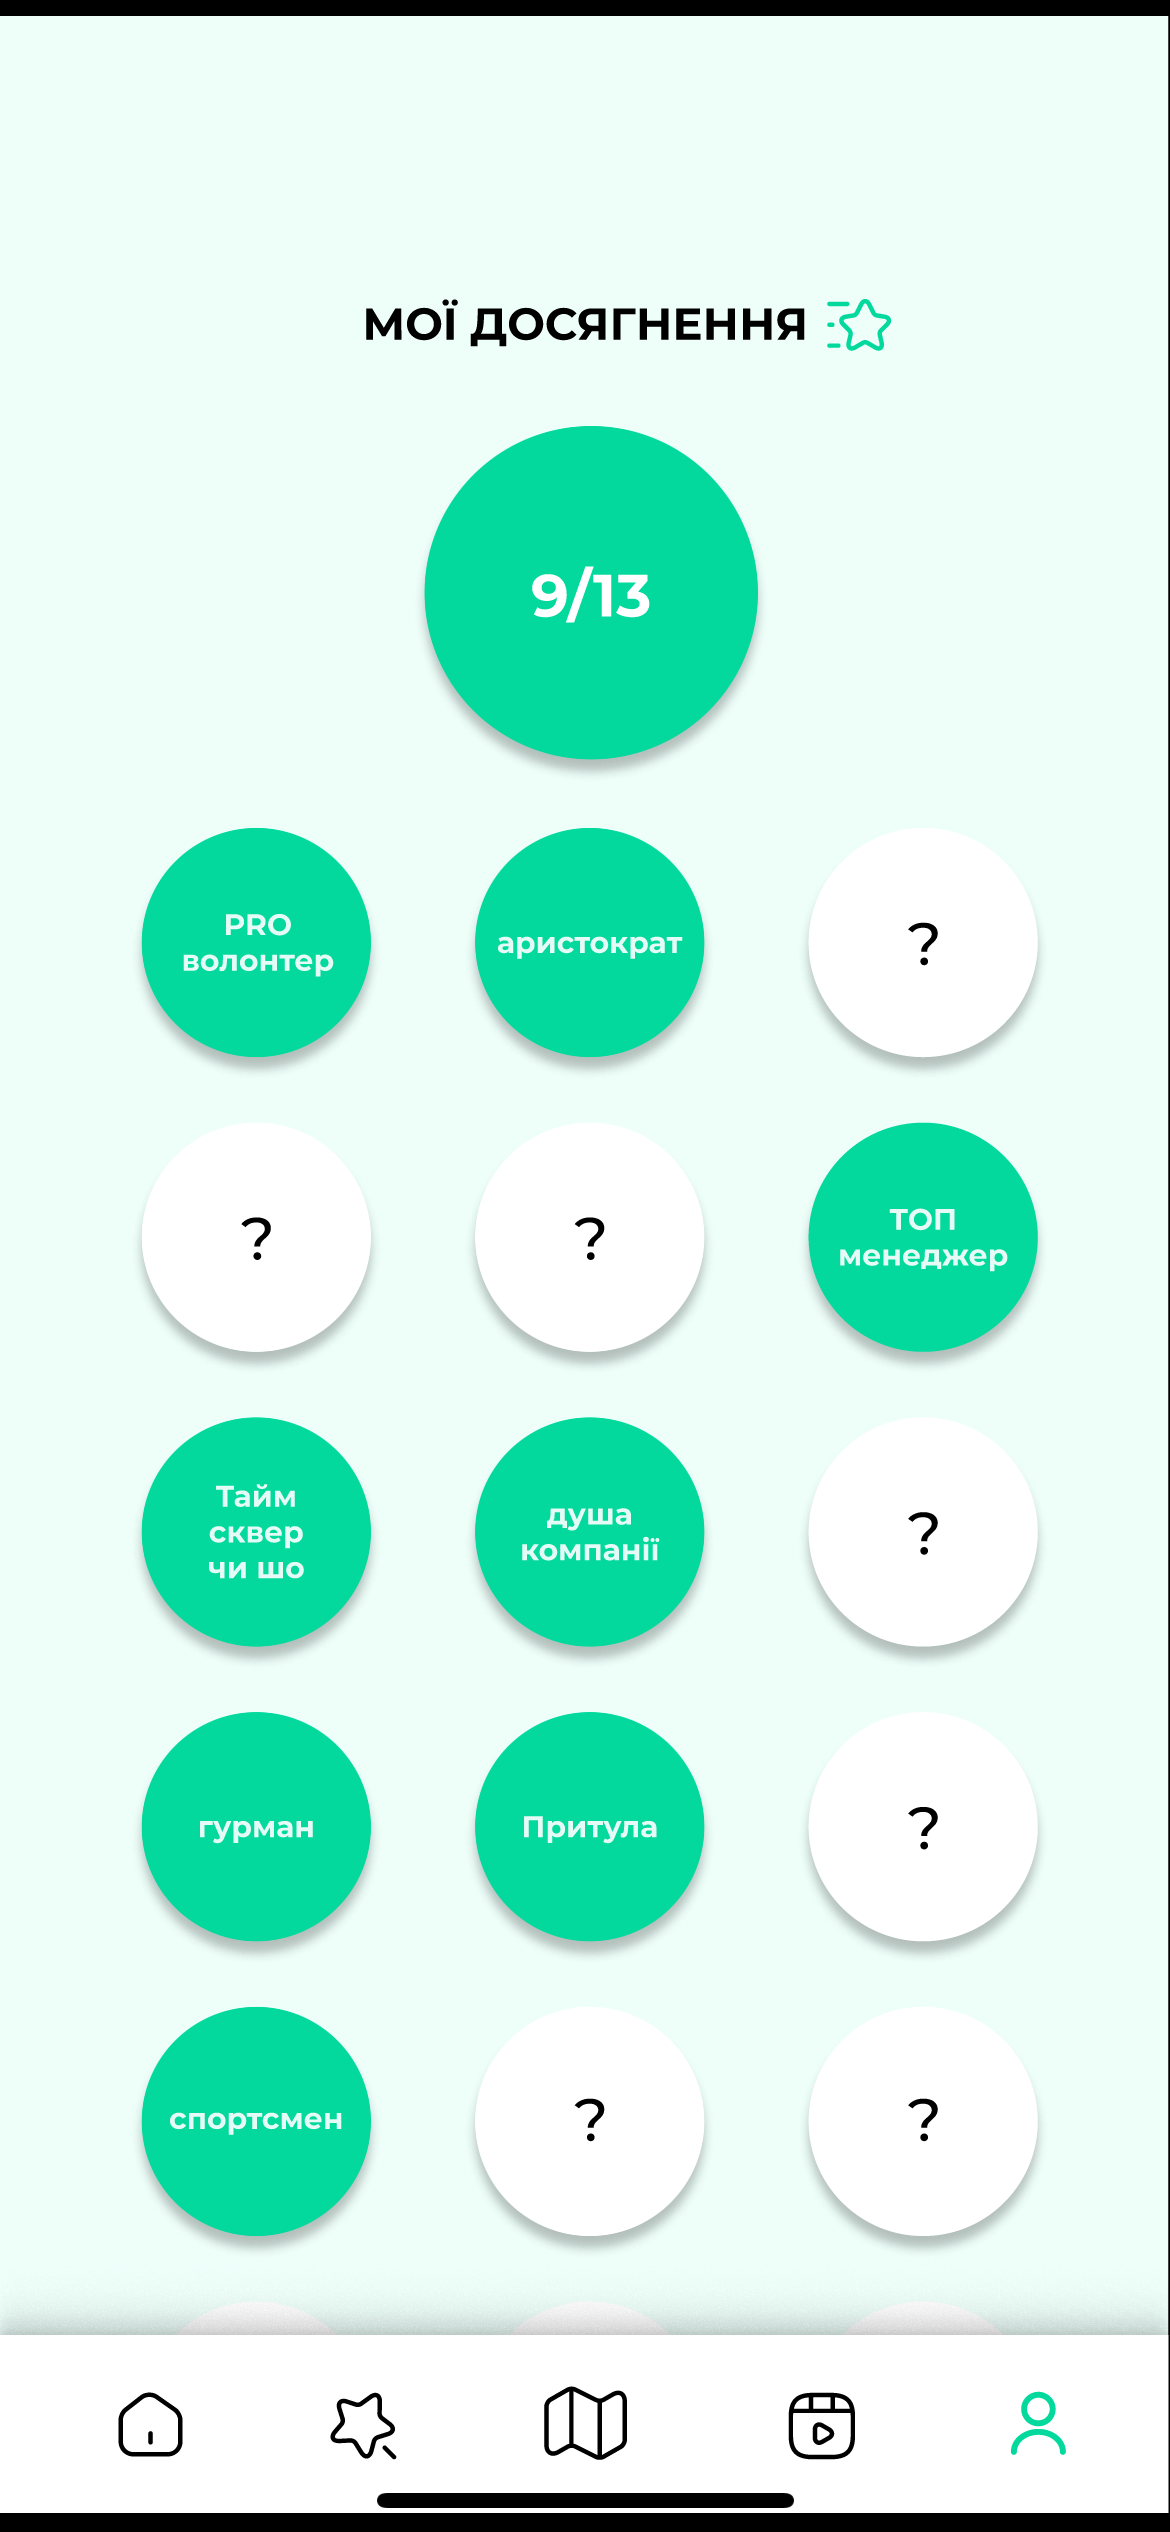 МОЇ ДОСЯГНЕННЯ
9/13
PRO
волонтер
аристократ
?
?
?
ТОП
менеджер
Тайм
сквер
чи шо
душа
компанії
?
гурман
Притула
?
спортсмен
?
?